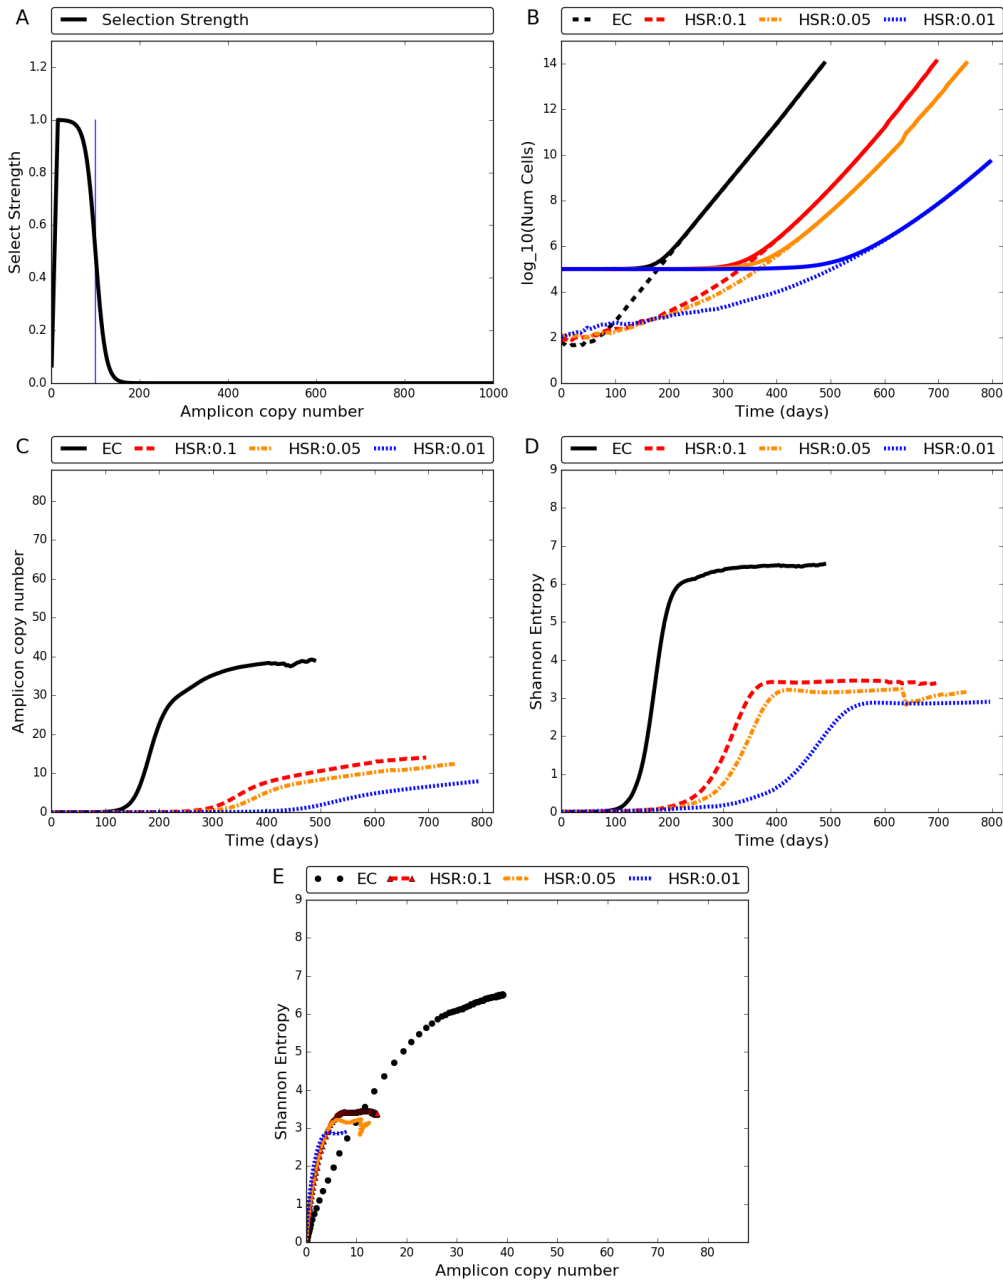 A
Selection Strength
1.2
1.0
0.8
0.6
0.4
0.2
0.0
Select Strength
0 200 400 600 800 1000
Amplicon copy number
B
EC HSR:0.1 HSR:0.05 HSR:0.01
14
12
10
8
6
4
2
0
log_10(Num Cells)
0 100 200 300 400 500 600 700 800
Time (days)
C
EC HSR:0.1 HSR:0.05 HSR:0.01
80
70
60
50
40
30
20
10
0
Amplicon copy number
0 100 200 300 400 500 600 700 800
Time (days)
D
EC HSR:0.1 HSR:0.05 HSR:0.01
9
8
7
6
5
4
3
2
1
0
Shannon Entropy
0 100 200 300 400 500 600 700 800
Time (days)
E
EC HSR:0.1 HSR:0.05 HSR:0.01
9
8
7
6
5
4
3
2
1
0
Shannon Entropy
0 10 20 30 40 50 60 70 80
Amplicon copy number